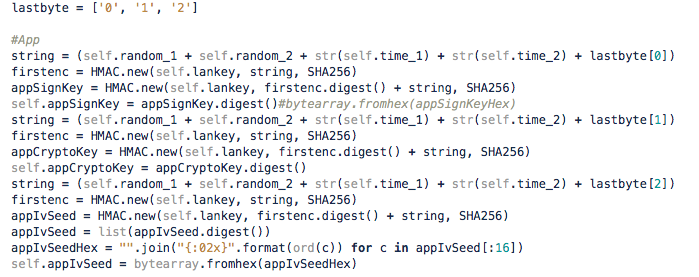 lastbyte = ['0', '1', '2']
#App
string = (self.random_1 + self.random_2 + str(self.time_1) + str(self.time_2) + lastbyte[0])
firstenc = HMAC.new(self.lankey, string, SHA256)
appSignKey = HMAC.new(self.lankey, firstenc.digest() + string, SHA256)
self.appSignKey = appSignKey.digest()#bytearray.fromhex(appSignKeyHex)
string = (self.random_1 + self.random_2 + str(self.time_1) + str(self.time_2) + lastbyte[1])
firstenc = HMAC.new(self.lankey, string, SHA256)
appCryptoKey = HMAC.new(self.lankey, firstenc.digest() + string, SHA256)
self.appCryptoKey = appCryptoKey.digest()
string = (self.random_1 + self.random_2 + str(self.time_1) + str(self.time_2) + lastbyte[2])
firstenc = HMAC.new(self.lankey, string, SHA256)
appIvSeed = HMAC.new(self.lankey, firstenc.digest() + string, SHA256)
appIvSeed = list(appIvSeed.digest())
appIvSeedHex = "".join("{:02x}".format(ord(c)) for c in appIvSeed[:16])
self.appIvSeed = bytearray.fromhex(appIvSeedHex)